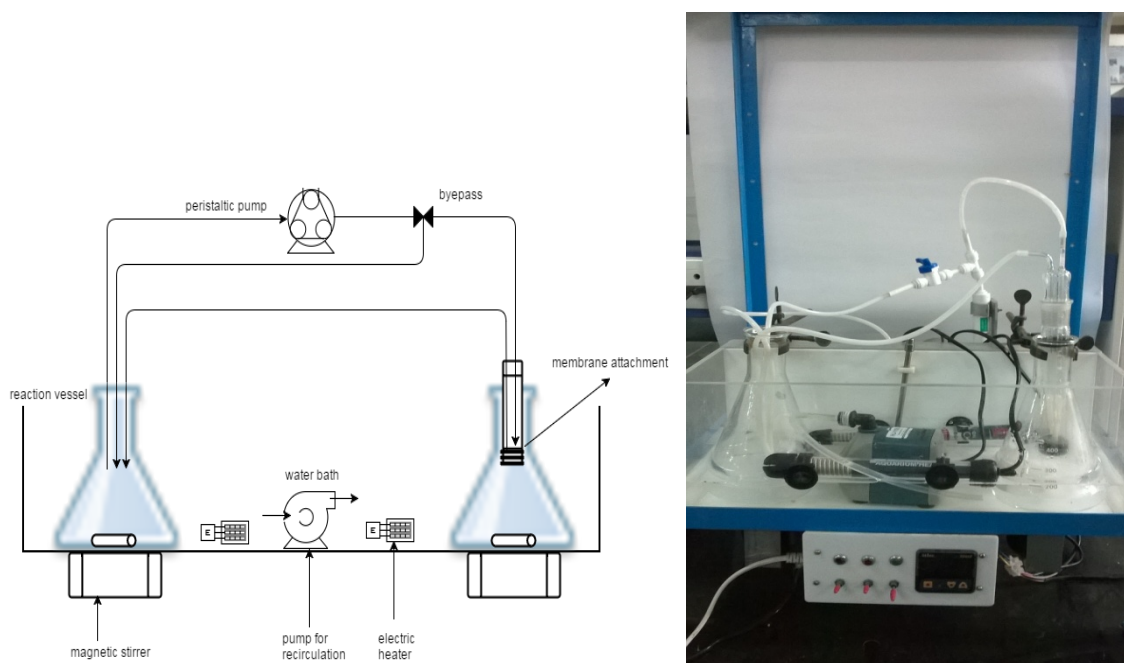 byepass
peristaltic pump
membrane attachment
reaction vessel
water bath
E
E
magnetic stirrer
pump for
recirculation
electric
heater